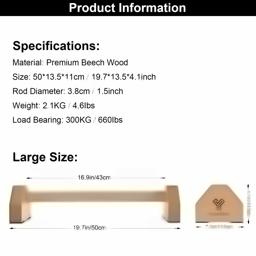 Product Information
Specifications:
Material: Premium Beech Wood
Size: 50*13.5*11cm / 19.7*13.5*4.1inch
Rod Diameter: 3.8cm / 1.5inch
Weight: 2.1KG / 4.6lbs
Load Bearing: 300KG / 660lbs
Large Size:
16.9in/43cm
19.7in/50cm